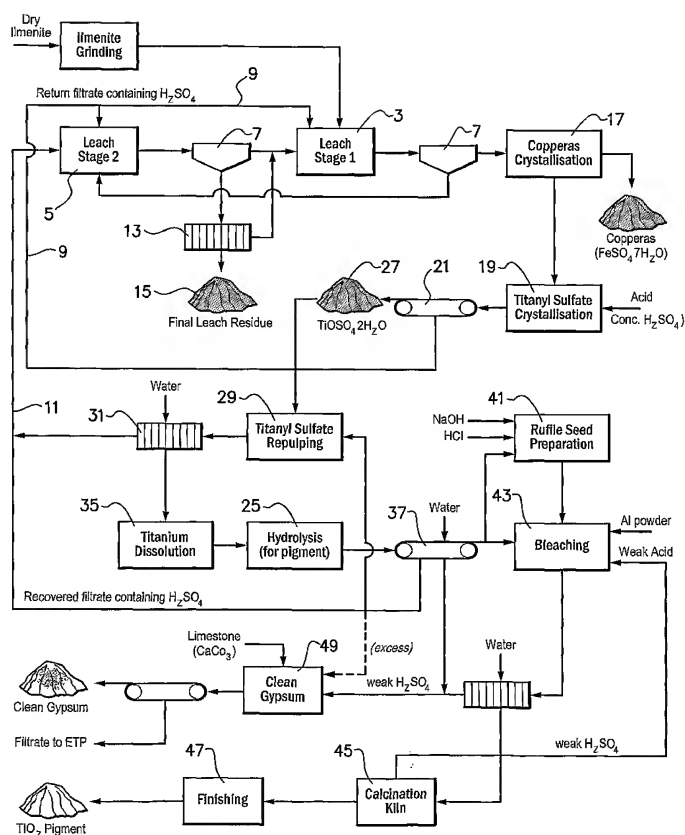 Dry
Ilmenite
Ilmenite
Grinding
9
Return filtrate containing H2SO4
3
17
7
7
Leach
Stage 2
Leach
Stage 1
Copperas
Crystallisation
5
13
9
Copperas
(FeSO4 7H2O)
15
27
21
19
Final Leach Residue
TiOSO4 2H2O
Titanyl Sulfate
Crystallisation
Acid
Conc. H2SO4)
Water
29
41
11
31
Titanyl Sulfate
Repulping
NaOH
HCl
Rufile Seed
Preparation
35
25
Water
43
37
Titanium
Dissolution
Hydrolysis
(for pigment)
Bleaching
Al powder
Weak Acid
Recovered filtrate containing H2SO4
Limestone
(CaCo3)
49
(excess)
Water
Clean
Gypsum
weak H2SO4
Clean Gypsum
Filtrate to ETP
47
45
weak H2SO4
Finishing
Calcination
Kiln
TiO2 Pigment